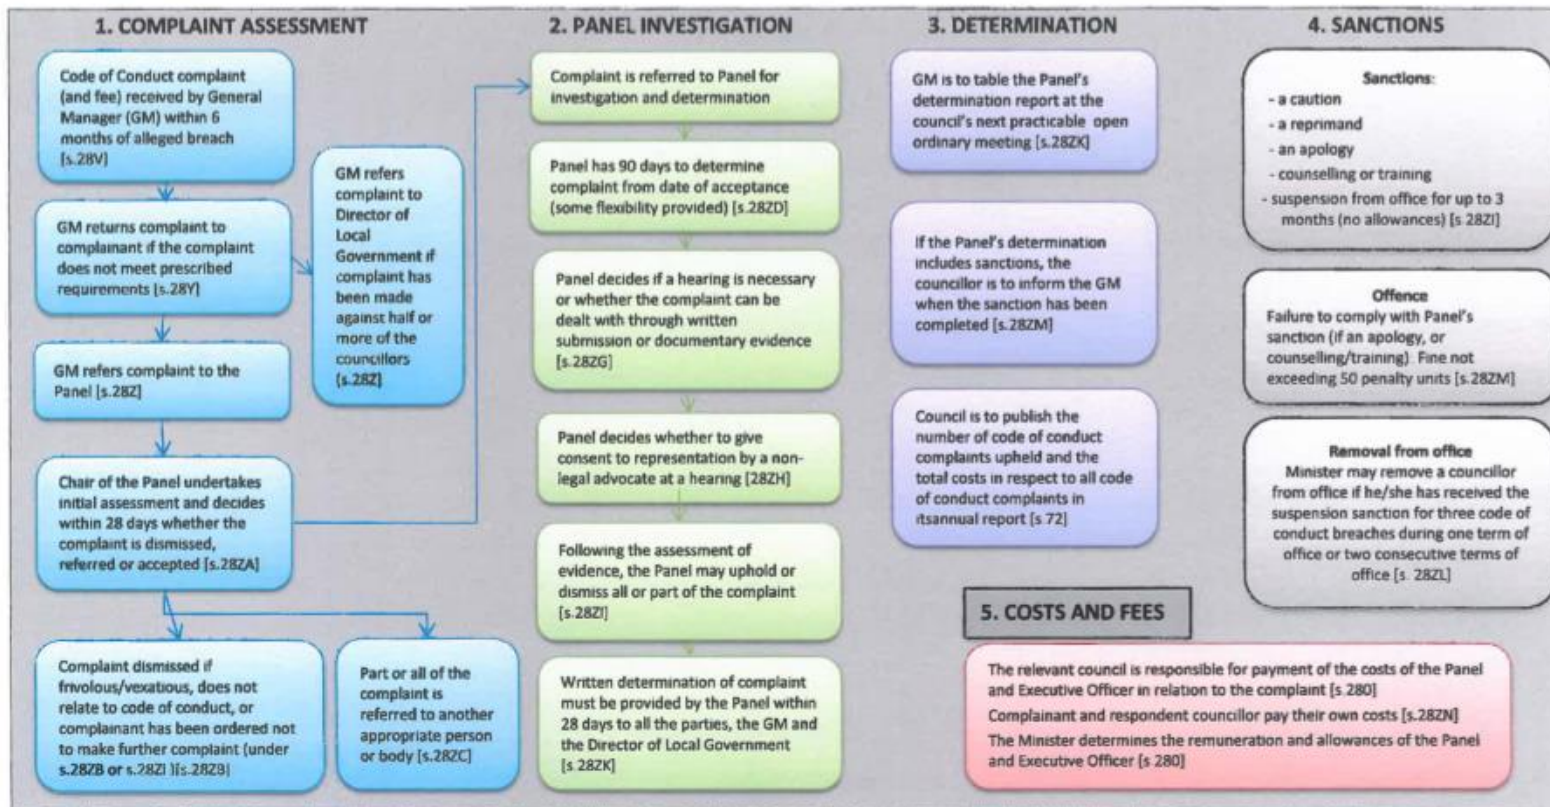 1. COMPLAINT ASSESSMENT
Code of Conduct complaint
(and fee) received by General
Manager (GM) within 6
months of alleged breach
[s.28V]
GM returns complaint to
complainant if the complaint
does not meet prescribed
requirements [s.28Y]
GM refers
complaint to
Director of
Local
Government if
complaint has
been made
against half or
more of the
councillors
[s.28Z]
GM refers complaint to the
Panel [s.28Z]
Chair of the Panel undertakes
initial assessment and decides
within 28 days whether the
complaint is dismissed,
referred or accepted [s.28ZA]
Complaint dismissed if
frivolous/vexatious, does not
relate to code of conduct, or
complainant has been ordered not
to make further complaint (under
s.28ZB or s.28ZI )[s.28ZB]
Part or all of the
complaint is
referred to another
appropriate person
or body [s.28ZC]
2. PANEL INVESTIGATION
Complaint is referred to Panel for
investigation and determination
Panel has 90 days to determine
complaint from date of acceptance
(some flexibility provided) [s.28ZD]
Panel decides if a hearing is necessary
or whether the complaint can be
dealt with through written
submission or documentary evidence
[s.28ZG]
Panel decides whether to give
consent to representation by a non-
legal advocate at a hearing [28ZH]
Following the assessment of
evidence, the Panel may uphold or
dismiss all or part of the complaint
[s.28ZI]
Written determination of complaint
must be provided by the Panel within
28 days to all the parties, the GM and
the Director of Local Government
[s.28ZK]
3. DETERMINATION
GM is to table the Panel's
determination report at the
council's next practicable open
ordinary meeting [s.28ZK]
If the Panel's determination
includes sanctions, the
councillor is to inform the GM
when the sanction has been
completed [s.28ZM]
Council is to publish the
number of code of conduct
complaints upheld and the
total costs in respect to all code
of conduct complaints in
itsannual report [s 72]
4. SANCTIONS
Sanctions:
- a caution
- a reprimand
- an apology
- counselling or training
- suspension from office for up to 3
months (no allowances) [s.28ZI]
Offence
Failure to comply with Panel's
sanction (if an apology, or
counselling/training) Fine not
exceeding 50 penalty units [s.28ZM]
Removal from office
Minister may remove a councillor
from office if he/she has received the
suspension sanction for three code of
conduct breaches during one term of
office or two consecutive terms of
office [s. 28ZL]
5. COSTS AND FEES
The relevant council is responsible for payment of the costs of the Panel
and Executive Officer in relation to the complaint [s 280]
Complainant and respondent councillor pay their own costs [s.28ZN]
The Minister determines the remuneration and allowances of the Panel
and Executive Officer [s 280]